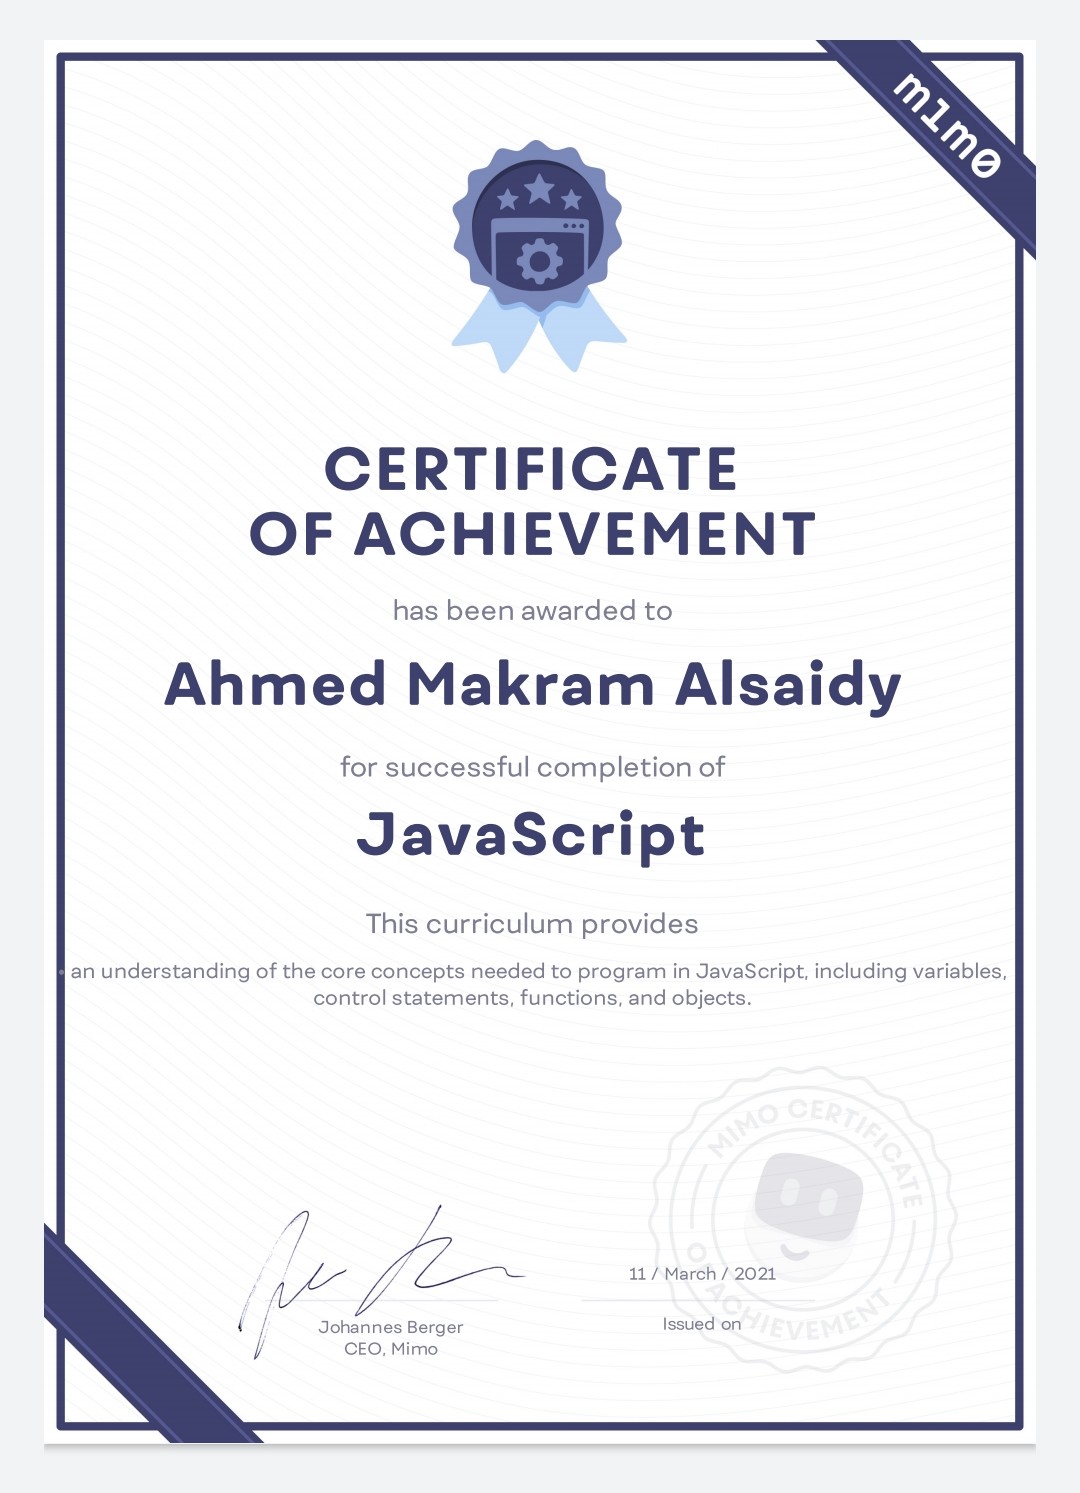 m1m0
CERTIFICATE
OF ACHIEVEMENT
has been awarded to
Ahmed Makram Alsaidy
for successful completion of
JavaScript
This curriculum provides
• an understanding of the core concepts needed to program in JavaScript, including variables,
control statements, functions, and objects.
MIMO CERTIFICATE
OF ACHIEVEMENT
11 / March / 2021
Johannes Berger
CEO, Mimo
Issued on